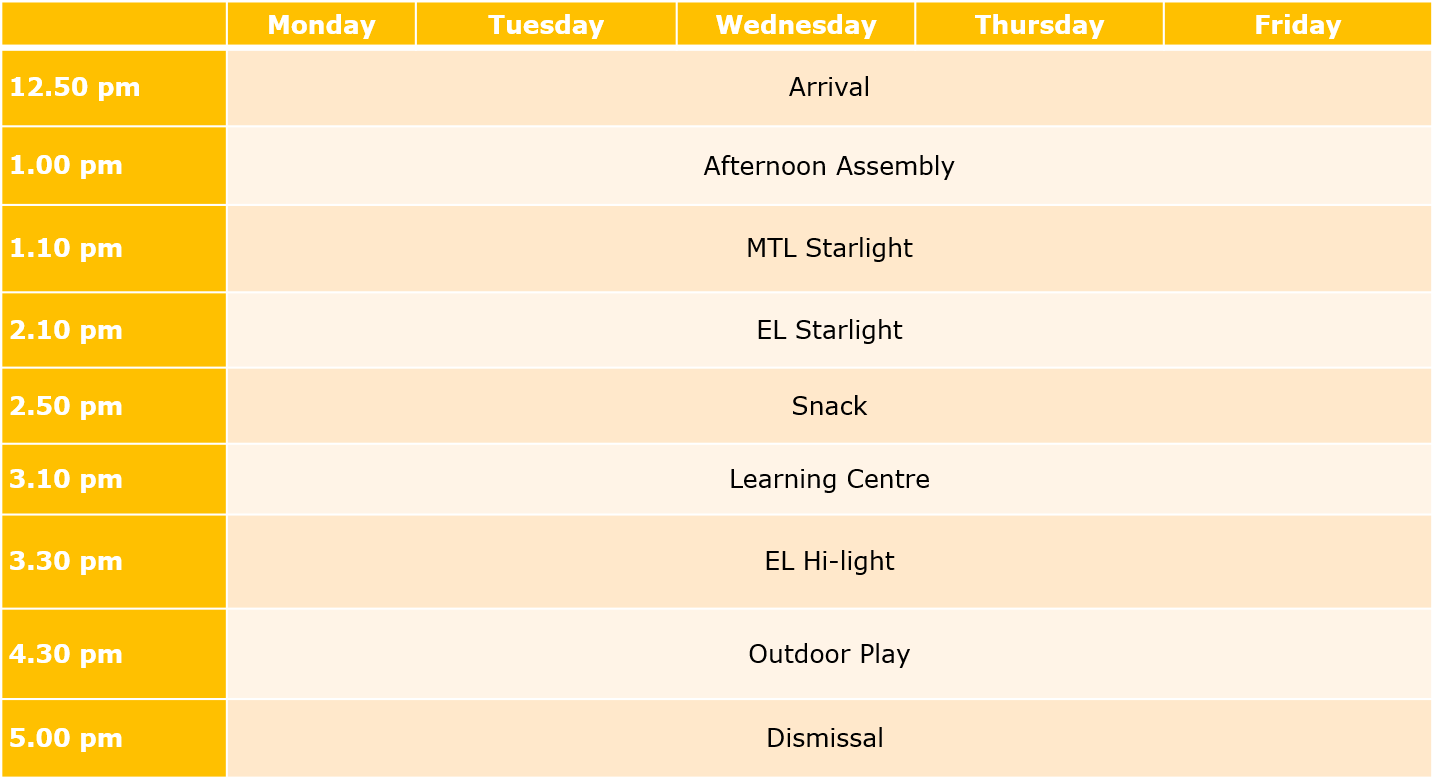 Monday Tuesday Wednesday Thursday Friday
12.50 pm Arrival
1.00 pm Afternoon Assembly
1.10 pm MTL Starlight
2.10 pm EL Starlight
2.50 pm Snack
3.10 pm Learning Centre
3.30 pm EL Hi-light
4.30 pm Outdoor Play
5.00 pm Dismissal